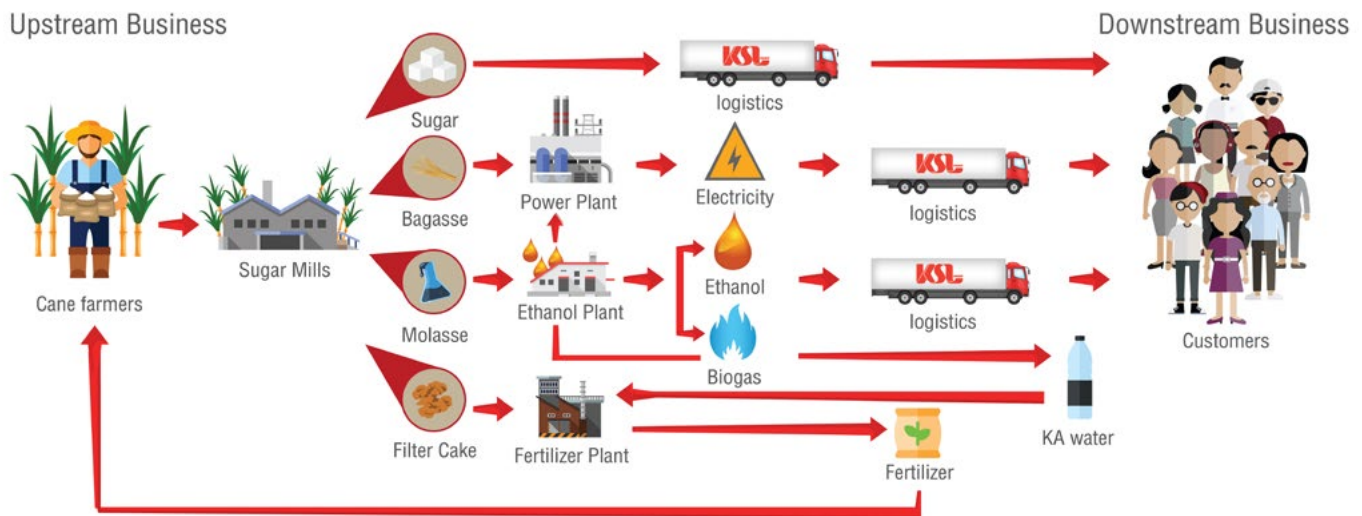 Upstream Business
Downstream Business
KSL
logistics
Sugar
KSL
logistics
Bagasse
Power Plant
Electricity
Cane farmers
Sugar Mills
Molasse
Ethanol Plant
Ethanol
KSL
logistics
Customers
Biogas
KA water
Filter Cake
Fertilizer Plant
Fertilizer